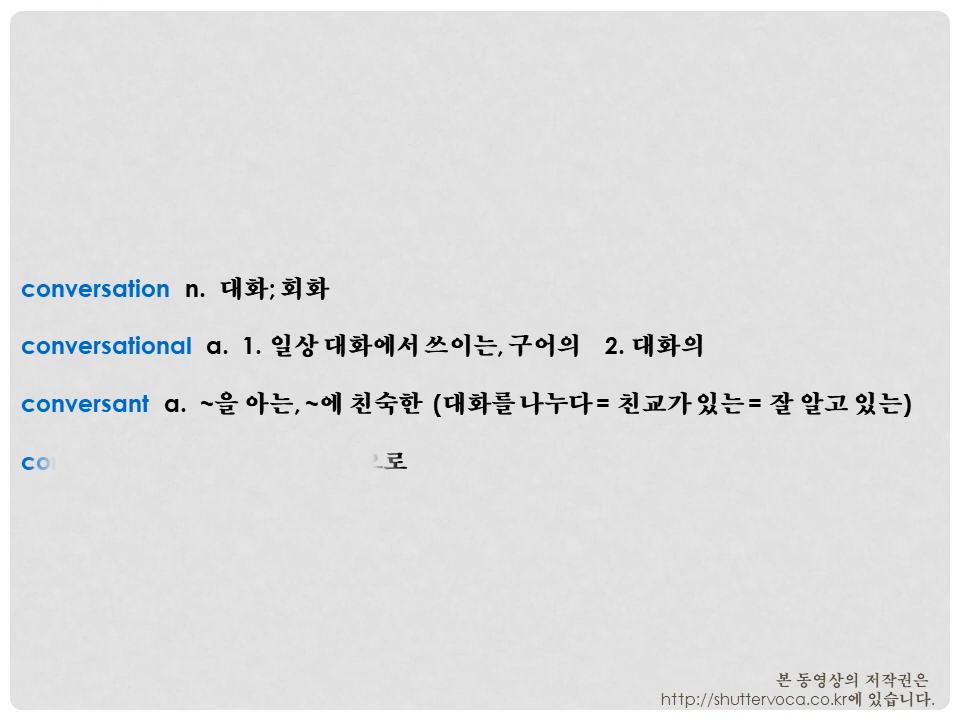 conversation n. 대화; 회화
conversational a. 1. 일상 대화에서 쓰이는, 구어의 2. 대화의
conversant a. ~을 아는, ~에 친숙한 (대화를 나누다 = 친교가 있는 = 잘 알고 있는)
본 동영상의 저작권은
http://shuttervoca.co.kr에 있습니다.